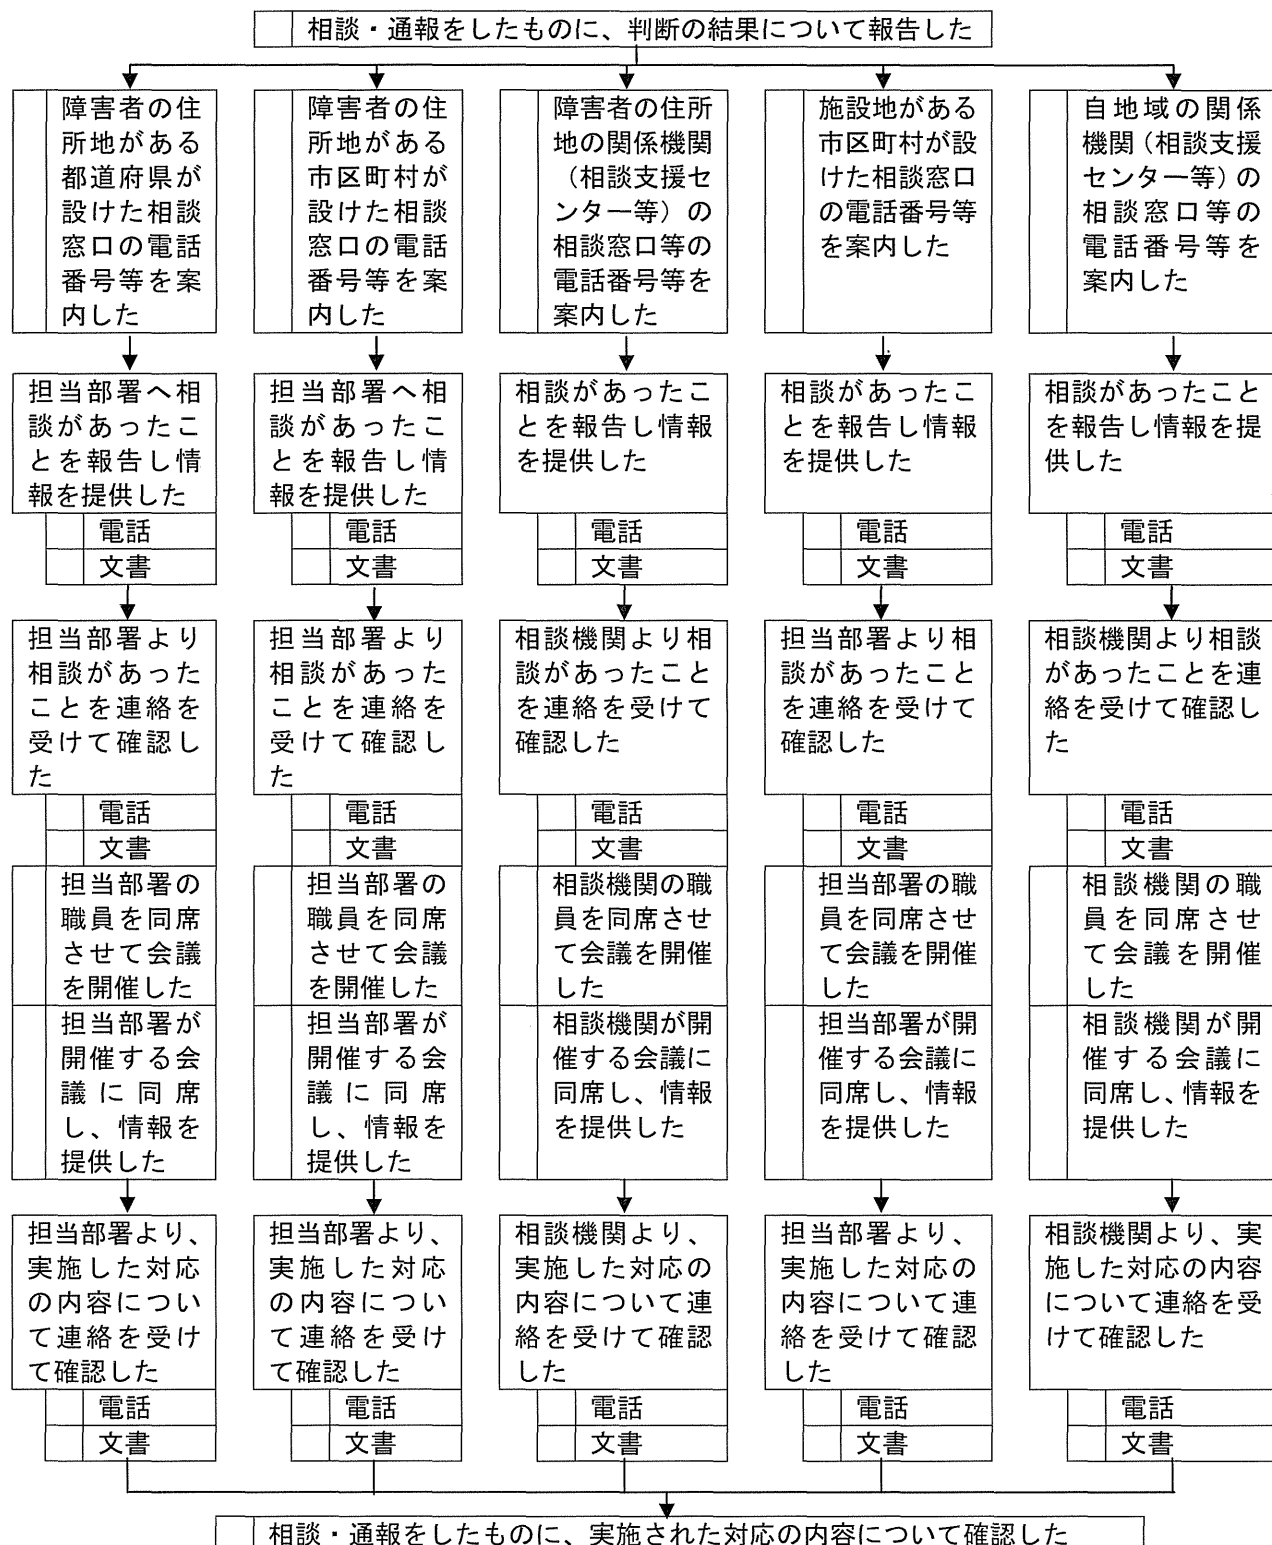 相談・通報をしたものに、判断の結果について報告した
障害者の住
所地がある
都道府県が
設けた相談
窓口の電話
番号等を案
内した
障害者の住
所地がある
市区町村が
設けた相談
窓口の電話
番号等を案
内した
障害者の住所
地の関係機関
（相談支援セ
ンター等）の
相談窓口等の
電話番号等を
案内した
施設地がある
市区町村が設
けた相談窓口
の電話番号等
を案内した
自地域の関係
機関（相談支援
センター等）の
相談窓口等の
電話番号等を
案内した
担当部署へ相
談があったこ
とを報告し情
報を提供した
電話
文書
担当部署へ相
談があったこ
とを報告し情
報を提供した
電話
文書
相談があったこ
とを報告し情報
を提供した
電話
文書
相談があったこ
とを報告し情報
を提供した
電話
文書
相談があったこと
を報告し情報を提
供した
電話
文書
担当部署より
相談があった
ことを連絡を
受けて確認し
た
電話
文書
担当部署より
相談があった
ことを連絡を
受けて確認し
た
電話
文書
相談機関より相
談があったこと
を連絡を受けて
確認した
電話
文書
担当部署より相
談があったこと
を連絡を受けて
確認した
電話
文書
相談機関より相談
があったことを連
絡を受けて確認し
た
電話
文書
担当部署の
職員を同席
させて会議
を開催した
担当部署の
職員を同席
させて会議
を開催した
相談機関の職
員を同席させ
て会議を開催
した
担当部署の職
員を同席させ
て会議を開催
した
相談機関の職
員を同席させ
て会議を開催
した
担当部署が
開催する会
議に同席
し、情報を
提供した
担当部署が
開催する会
議に同席
し、情報を
提供した
相談機関が開
催する会議に
同席し、情報
を提供した
担当部署が開
催する会議に
同席し、情報
を提供した
相談機関が開
催する会議に
同席し、情報を
提供した
担当部署より、
実施した対応
の内容につい
て連絡を受け
て確認した
電話
文書
担当部署より、
実施した対応
の内容につい
て連絡を受け
て確認した
電話
文書
相談機関より、
実施した対応の
内容について連
絡を受けて確認
した
電話
文書
担当部署より、
実施した対応の
内容について連
絡を受けて確認
した
電話
文書
相談機関より、実
施した対応の内容
について連絡を受
けて確認した
電話
文書
相談・通報をしたものに、実施された対応の内容について確認した